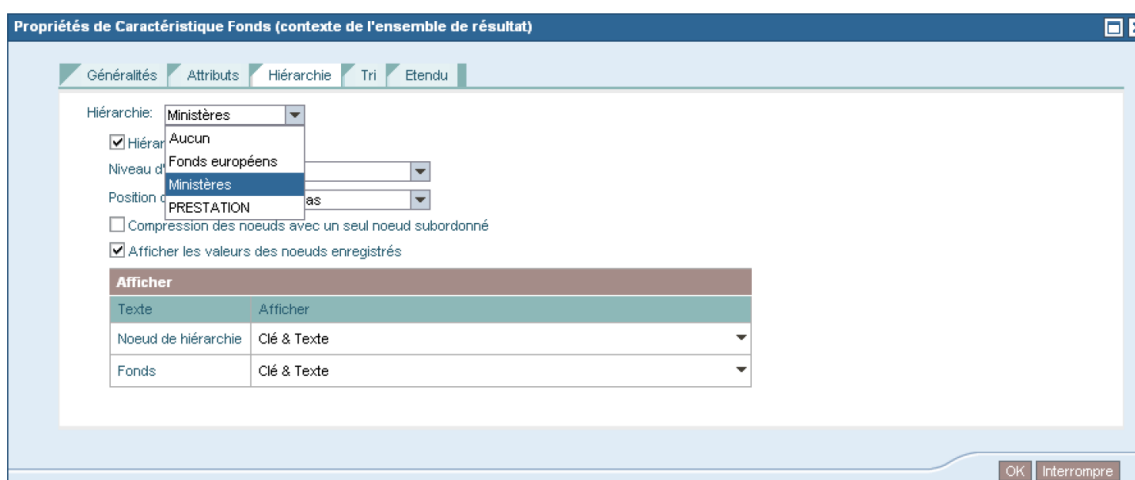 Propriétés de Caractéristique Fonds (contexte de l'ensemble de résultat)
Généralités Attributs Hiérarchie Tri Etendu
Hiérarchie: Ministères
Aucun
Fonds européens
Ministères
PRESTATION
Niveau
Position
Compression des noeuds avec un seul noeud subordonné
Afficher les valeurs des noeuds enregistrés
Afficher
Texte Afficher
Noeud de hiérarchie Clé & Texte
Fonds Clé & Texte
OK Interrompre